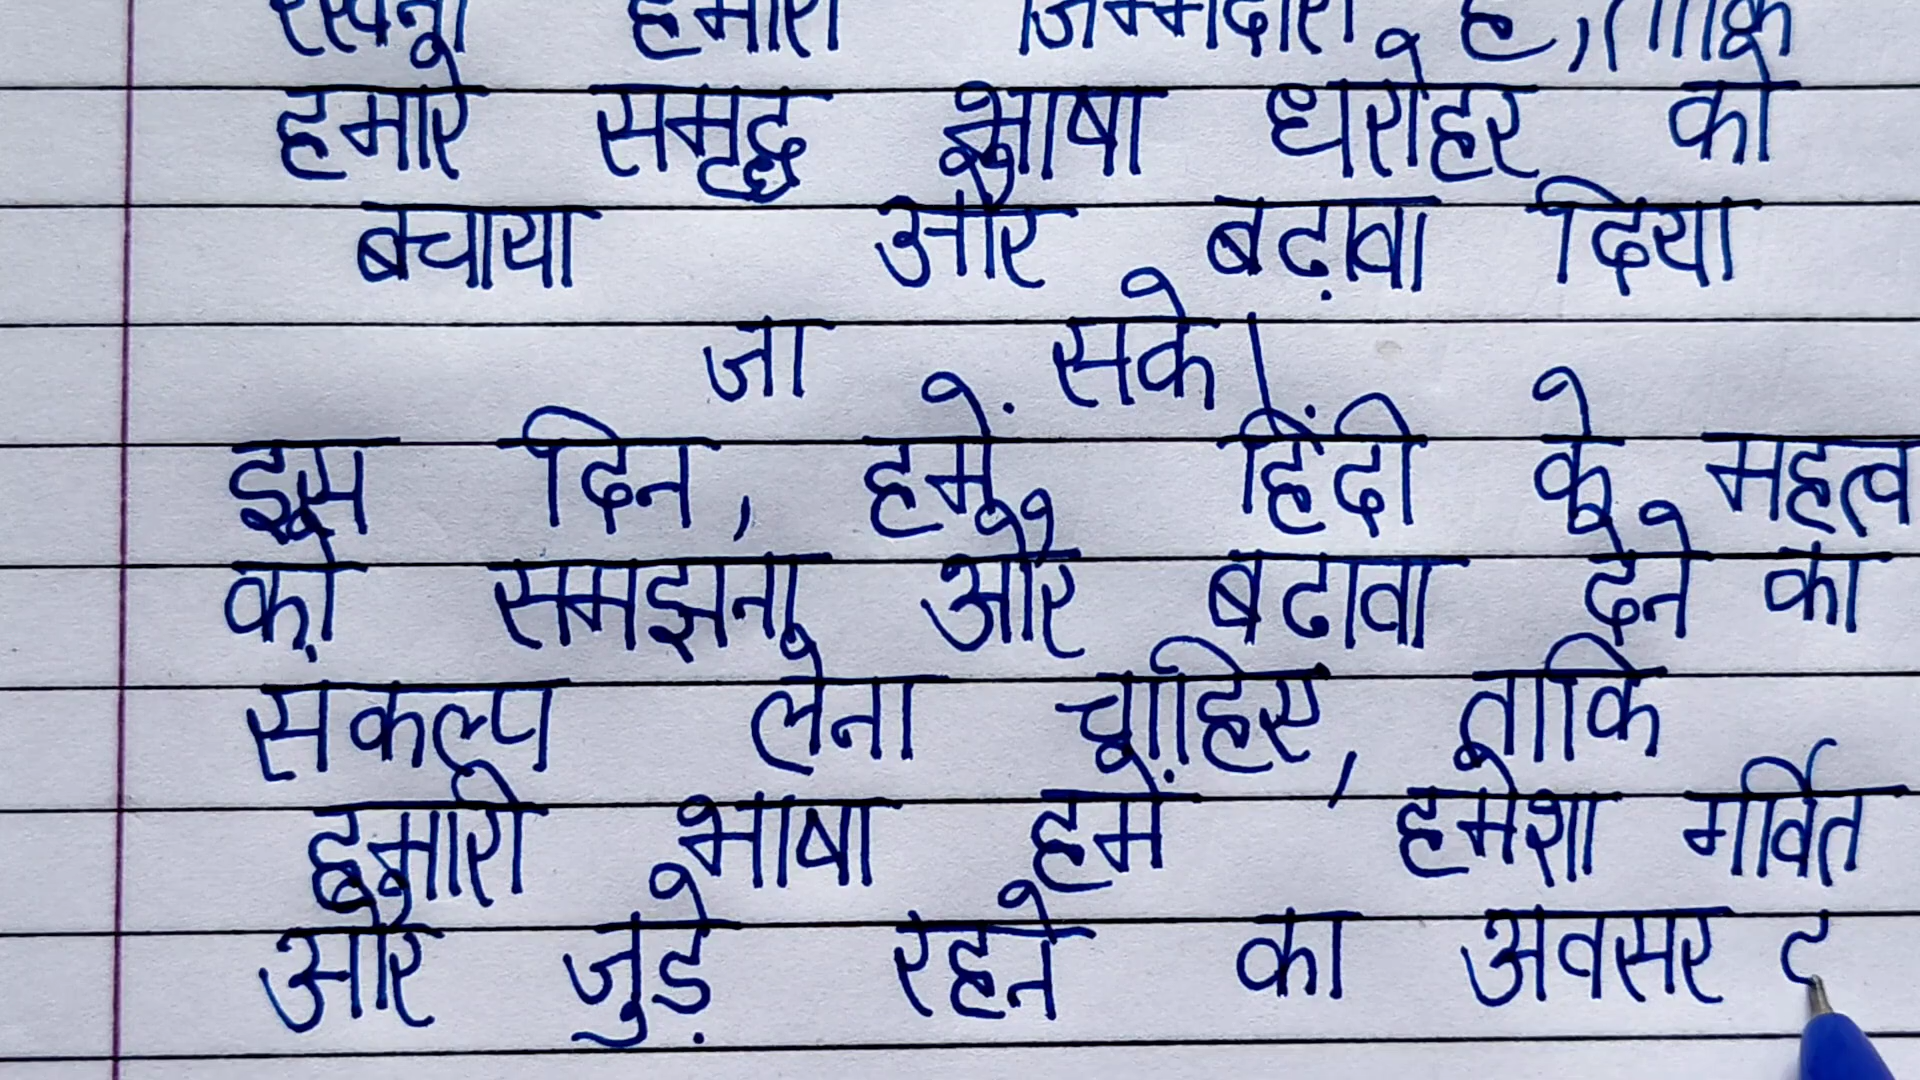 रखना हमारी जिम्मेदारी है, ताकि
हमारे समृद्ध भाषा धरोहर को
बचाया और बढ़ावा दिया
जा सके।
इस दिन, हमें हिंदी के महत्व
को समझना और बढावा देने का
संकल्प लेना चाहिए, ताकि
हमारी भाषा हमें हमेशा गर्वित
और जुड़े रहने का अवसर